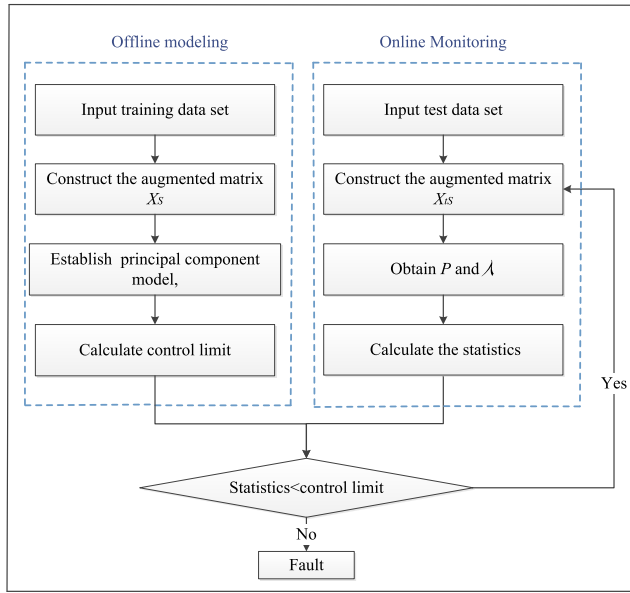 Offline modeling
Online Monitoring
Input training data set
Construct the augmented matrix
Xs
Establish principal component
model,
Calculate control limit
Input test data set
Construct the augmented matrix
Xts
Obtain P and λ
Calculate the statistics
Yes
Statistics<control limit
No
Fault